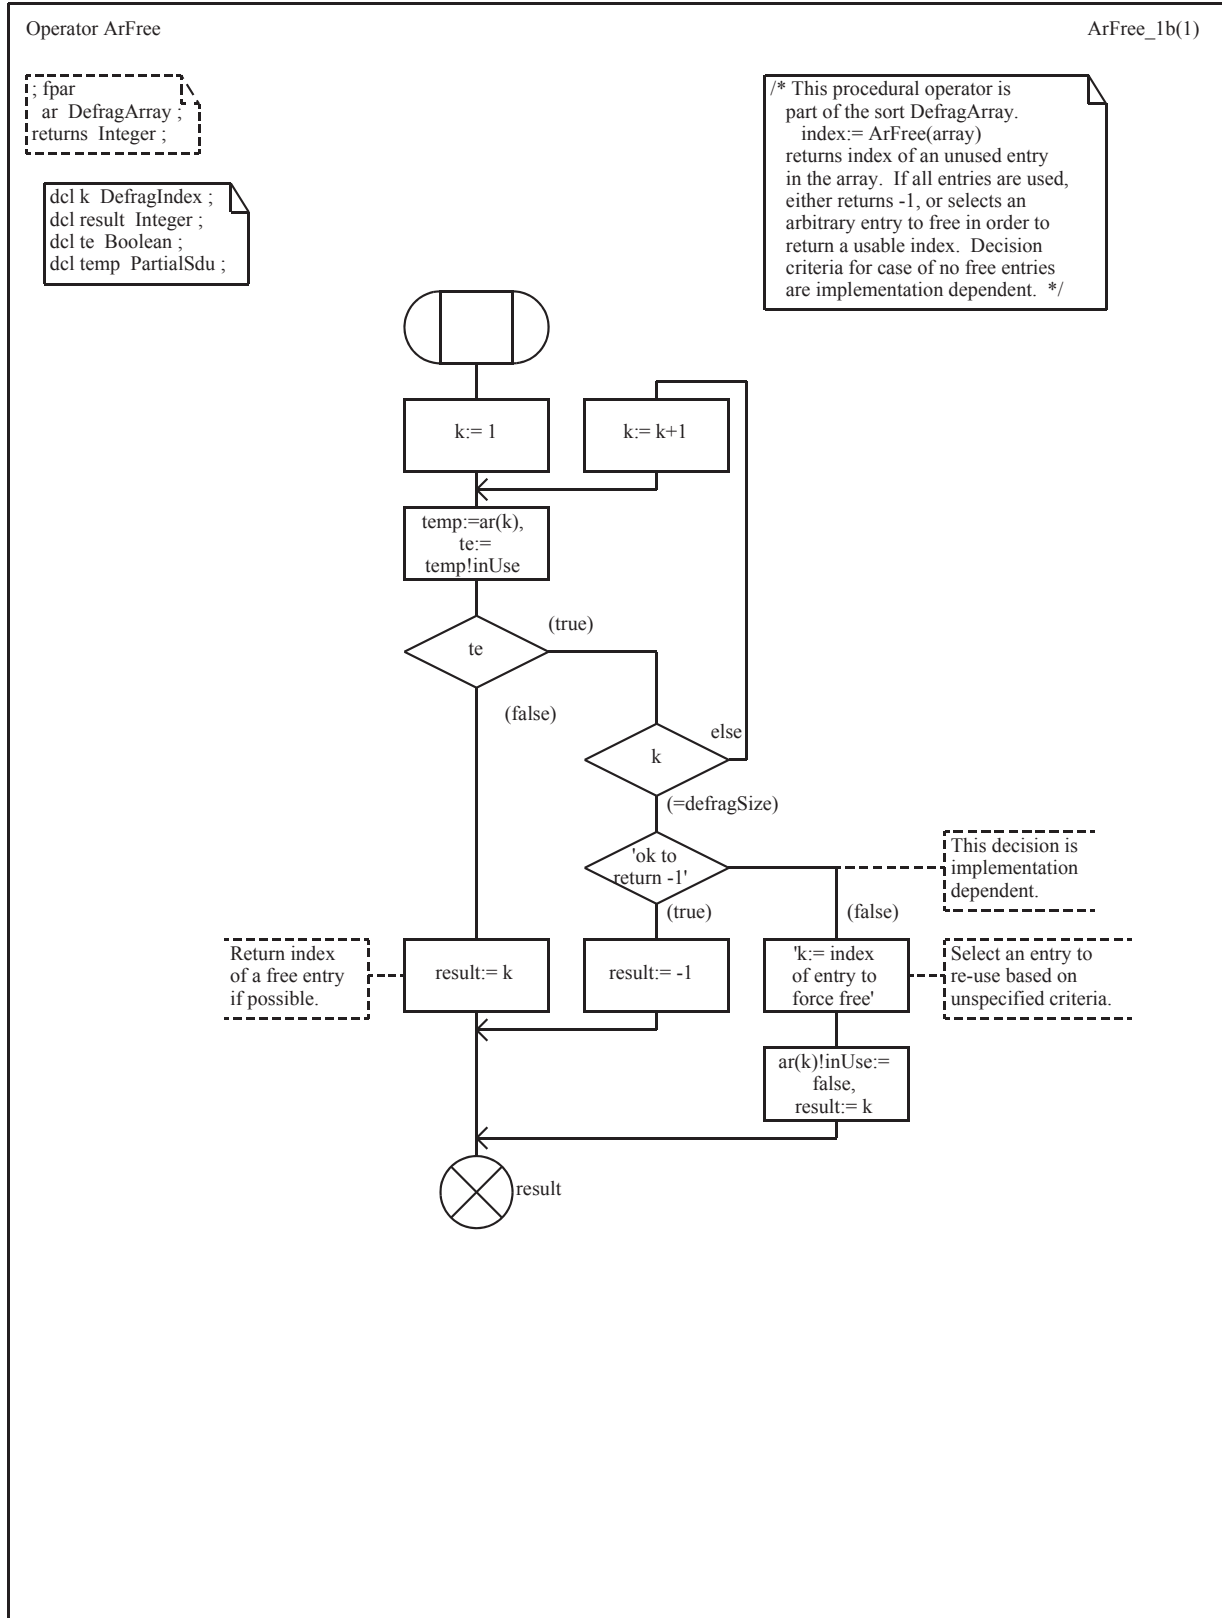 Operator ArFree
ArFree_1b(1)
; fpar
ar DefragArray ;
returns Integer ;
dcl k DefragIndex ;
dcl result Integer ;
dcl te Boolean ;
dcl temp PartialSdu ;
/* This procedural operator is
part of the sort DefragArray.
index:= ArFree(array)
returns index of an unused entry
in the array. If all entries are used,
either returns -1, or selects an
arbitrary entry to free in order to
return a usable index. Decision
criteria for case of no free entries
are implementation dependent. */
k:= 1
k:= k+1
temp:=ar(k),
te:=
temp!inUse
te
(true)
(false)
k
else
(=defragSize)
'ok to
return -1'
(true)
(false)
This decision is
implementation
dependent.
Return index
of a free entry
if possible.
result:= k
result:= -1
'k:= index
of entry to
force free'
Select an entry to
re-use based on
unspecified criteria.
ar(k)!inUse:=
false,
result:= k
result